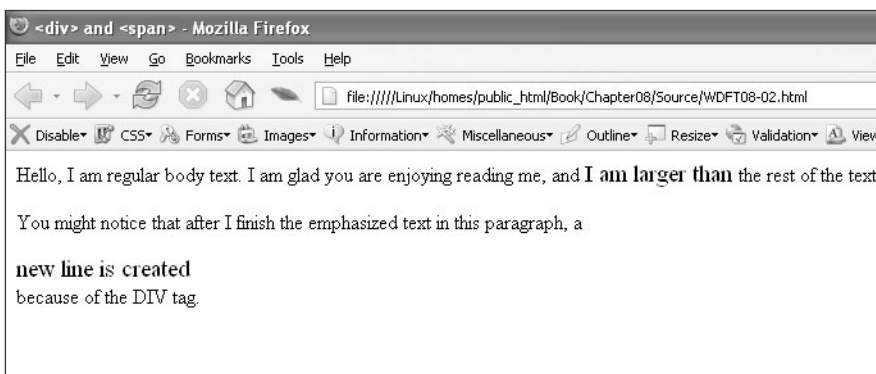 <div> and <span> - Mozilla Firefox
File Edit View Go Bookmarks Tools Help
file://///Linux/homes/public_html/Book/Chapter08/Source/WDFT08-02.html
Disable CSS Forms Images Information Miscellaneous Outline Resize Validation View
Hello, I am regular body text. I am glad you are enjoying reading me, and I am larger than the rest of the text
You might notice that after I finish the emphasized text in this paragraph, a
new line is created
because of the DIV tag.